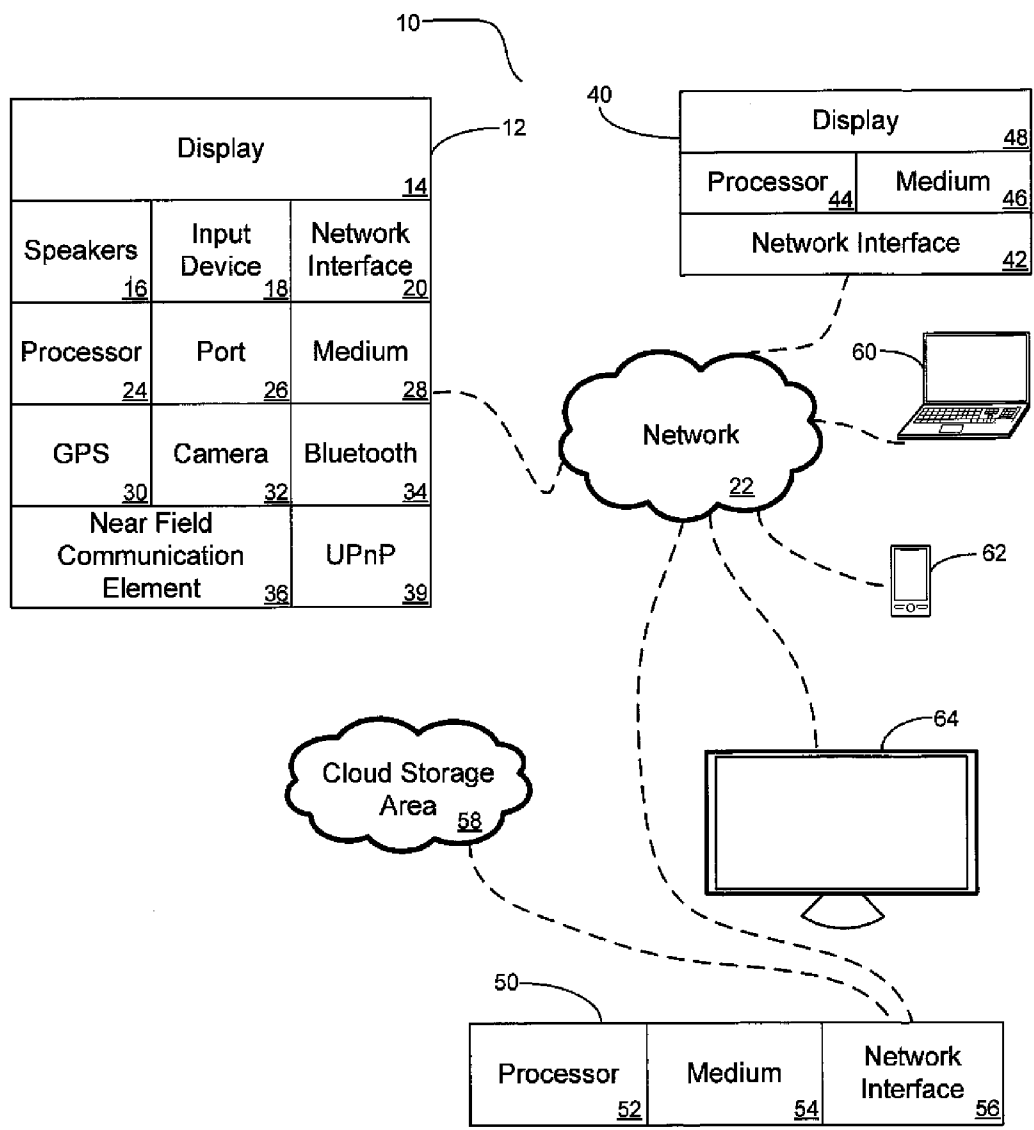 10
12
Display
14
Speakers
16
Input
Device
18
Network
Interface
20
Processor
24
Port
26
Medium
28
GPS
30
Camera
32
Bluetooth
34
Near Field
Communication
Element
36
UPnP
39
40
Display
48
Processor
44
Medium
46
Network Interface
42
Network
22
60
62
64
Cloud Storage
Area
58
50
Processor
52
Medium
54
Network
Interface
56